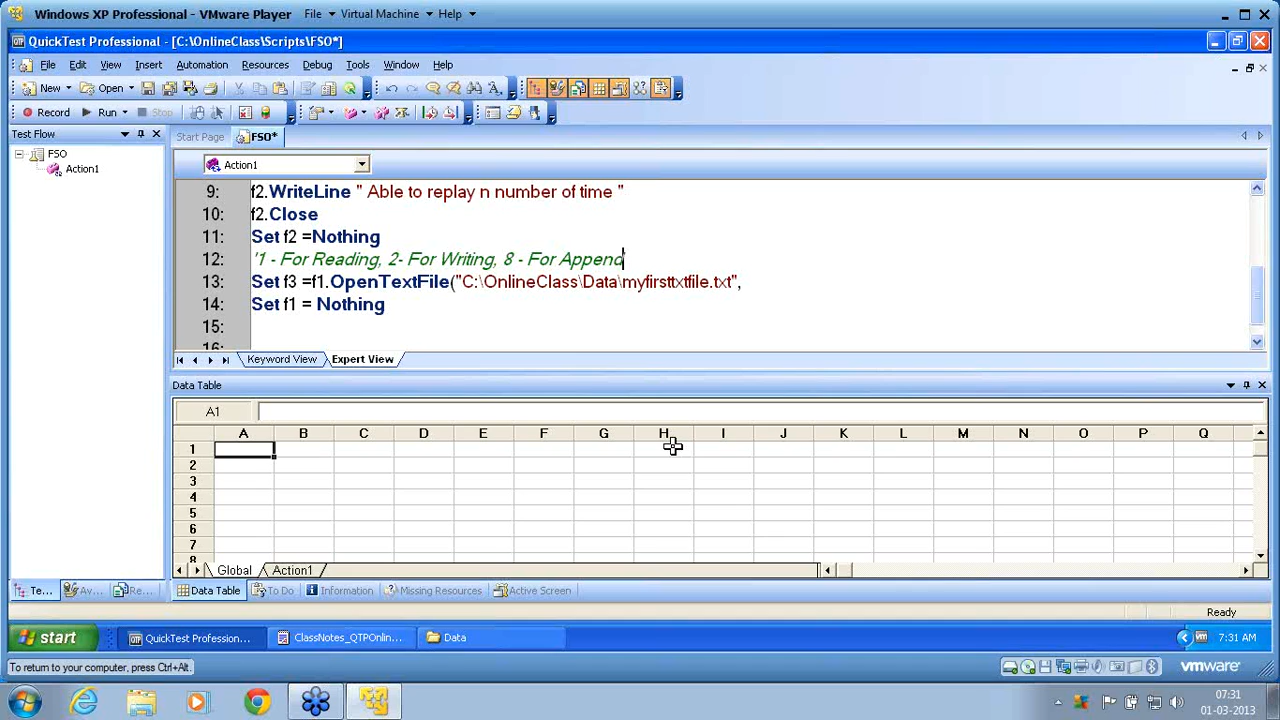 Windows XP Professional - VMware Player File Virtual Machine Help
QuickTest Professional - [C:\OnlineClass\Scripts\FSO*]
File Edit View Insert Automation Resources Debug Tools Window Help
New Open
Record Run Stop
Test Flow
Start Page FSO*
FSO
Action1
Action1
9: f2.WriteLine " Able to replay n number of time "
10: f2.Close
11: Set f2 =Nothing
12: '1 - For Reading, 2- For Writing, 8 - For Append
13: Set f3 =f1.OpenTextFile("C:\OnlineClass\Data\myfirsttxtfile.txt",
14: Set f1 = Nothing
15:
16:
Keyword View Expert View
Data Table
A1
A B C D E F G H I J K L M N O P Q
1
2
3
4
5
6
7
8
Global Action1
Te... Av... Re... Data Table To Do Information Missing Resources Active Screen
Ready
start QuickTest Profession... ClassNotes_QTPOnlin... Data 7:31 AM
To return to your computer, press Ctrl+Alt. vmware
07:31
01-03-2013